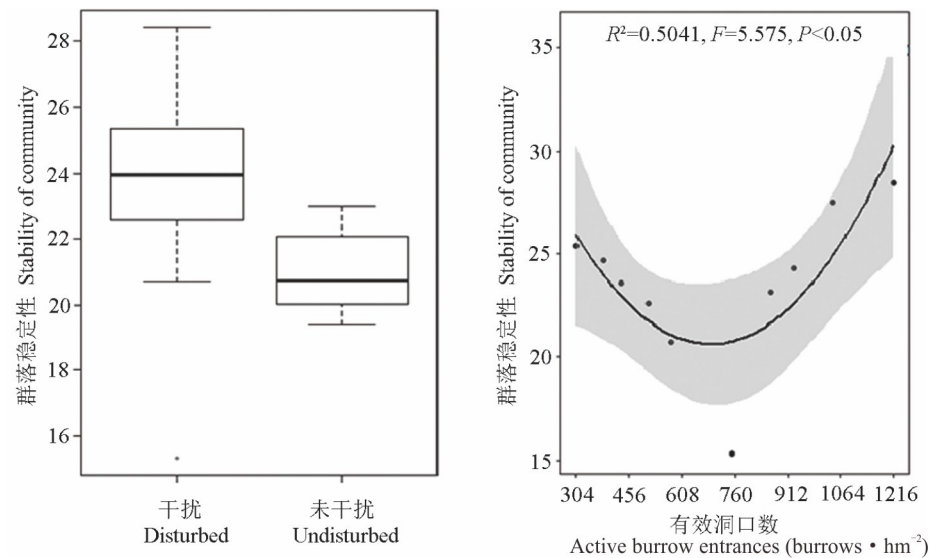 群落稳定性 Stability of community
28
26
24
22
20
18
16
干扰
Disturbed
未干扰
Undisturbed
R²=0.5041, F=5.575, P<0.05
群落稳定性 Stability of community
35
30
25
20
15
304 456 608 760 912 1064 1216
有效洞口数
Active burrow entrances (burrows·hm⁻²)